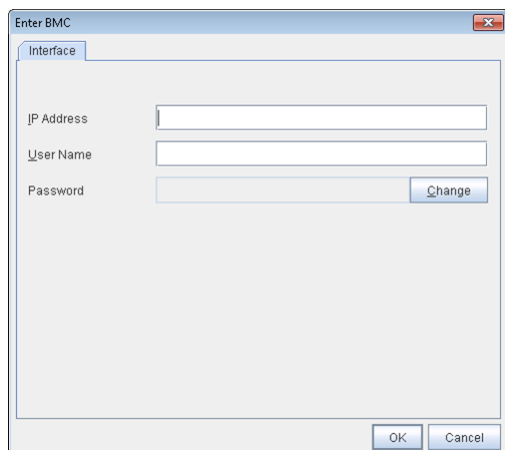 Enter BMC
Interface
IP Address
User Name
Password
Change
OK
Cancel